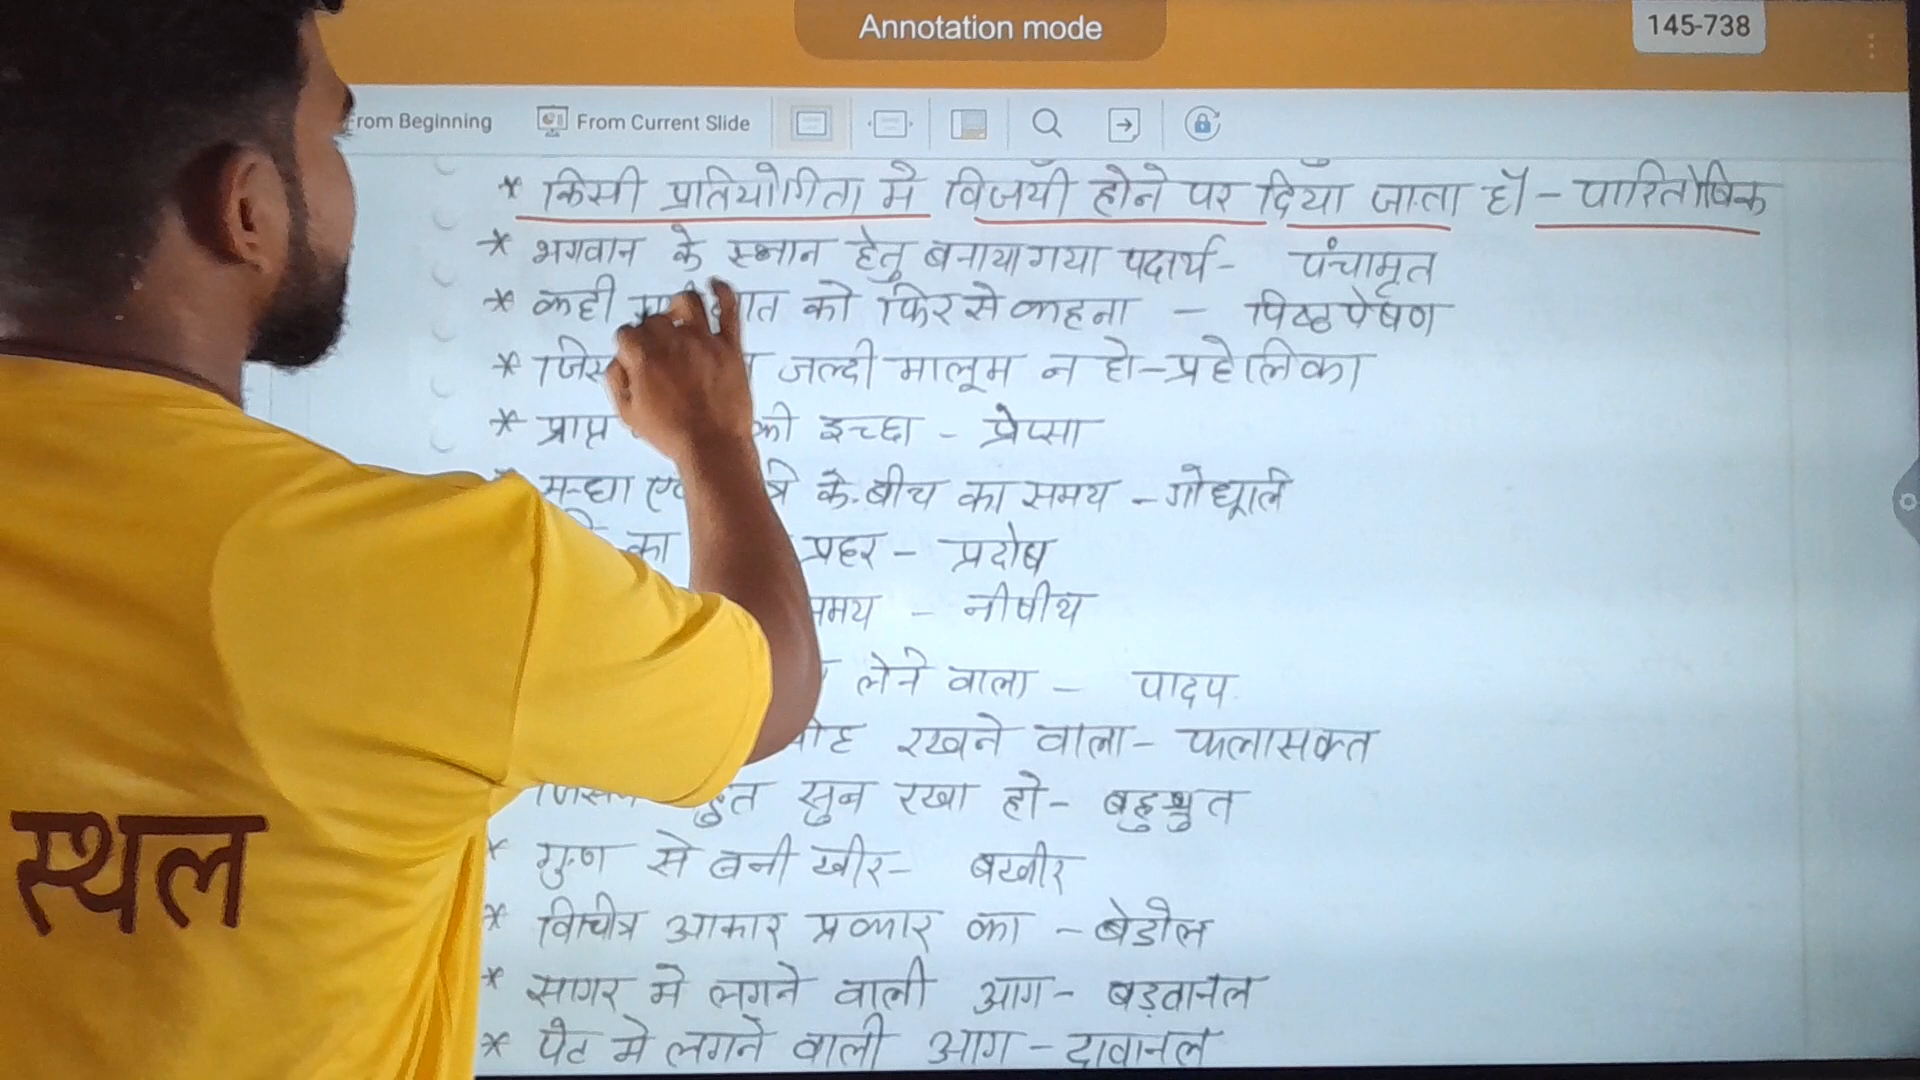 Annotation mode
145-738
From Beginning
From Current Slide
* किसी प्रतियोगिता मे विजयी होने पर दिया जाता हो - पारितोषिक
* भगवान के स्नान हेतु बनाया गया पदार्थ - पंचामृत
* कही बात को फिर से कहना - पिष्ठपेषण
* जल्दी मालूम न हो - प्रहेलिका
* प्राप्त की इच्छा - प्रेप्सा
के बीच का समय - गोधूलि
का प्रहर - प्रदोष
समय - नीषीथ
लेने वाला - पादप
रखने वाला - फलासक्त
सुन रखा हो - बहुश्रुत
* गुण से बनी खीर - बखीर
* विचीत्र आकार प्रकार का - बेडौल
* सागर मे लगने वाली आग - बड़वानल
* पेट मे लगने वाली आग - दावानल
स्थल